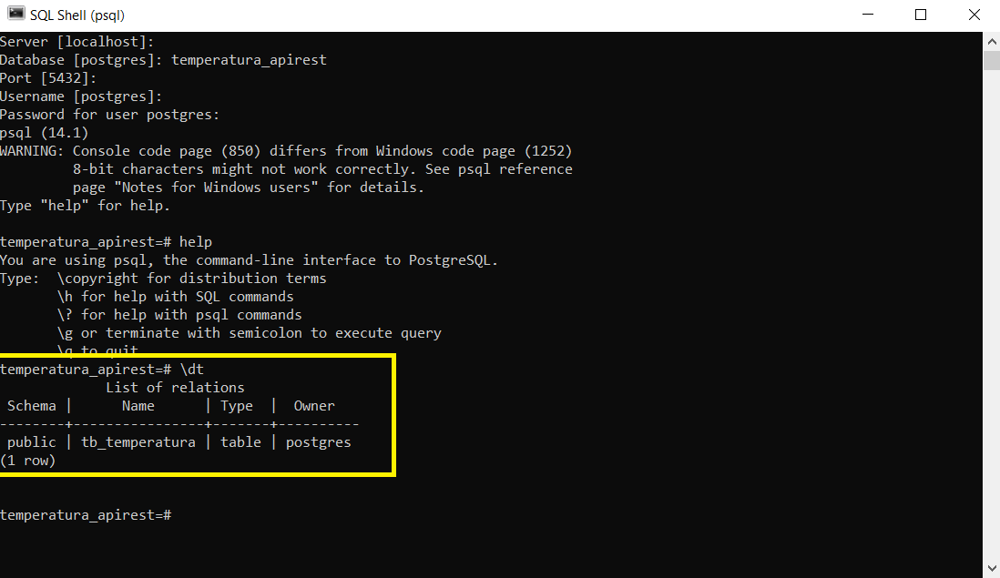 SQL Shell (psql)
Server [localhost]:
Database [postgres]: temperatura_apirest
Port [5432]:
Username [postgres]:
Password for user postgres:
psql (14.1)
WARNING: Console code page (850) differs from Windows code page (1252)
         8-bit characters might not work correctly. See psql reference
         page "Notes for Windows users" for details.
Type "help" for help.
temperatura_apirest=# help
You are using psql, the command-line interface to PostgreSQL.
Type:  \copyright for distribution terms
       \h for help with SQL commands
       \? for help with psql commands
       \g or terminate with semicolon to execute query
       \q to quit
temperatura_apirest=# \dt
             List of relations
 Schema |      Name      | Type  |  Owner
--------+----------------+-------+----------
 public | tb_temperatura | table | postgres
(1 row)
temperatura_apirest=#